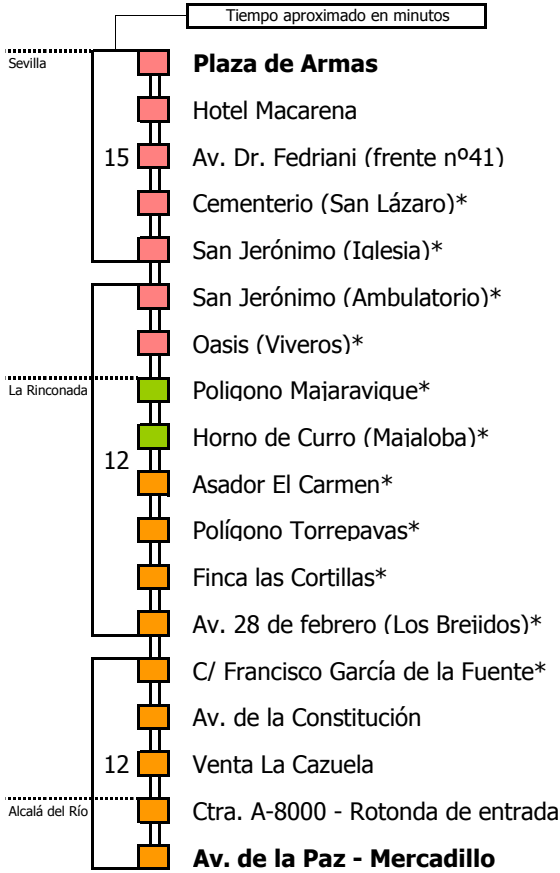 Tiempo aproximado en minutos
Sevilla
Plaza de Armas
Hotel Macarena
15
Av. Dr. Fedriani (frente nº41)
Cementerio (San Lázaro)*
San Jerónimo (Iglesia)*
San Jerónimo (Ambulatorio)*
Oasis (Viveros)*
La Rinconada
Poligono Majaravique*
Horno de Curro (Majaloba)*
12
Asador El Carmen*
Polígono Torrepavas*
Finca las Cortillas*
Av. 28 de febrero (Los Brejidos)*
C/ Francisco García de la Fuente*
Av. de la Constitución
12
Venta La Cazuela
Alcalá del Río
Ctra. A-8000 - Rotonda de entrada
Av. de la Paz - Mercadillo